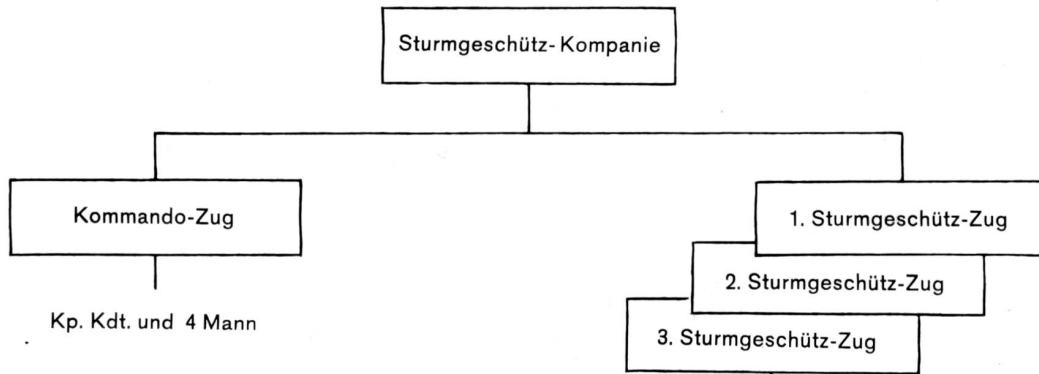 Sturmgeschütz-Kompanie
Kommando-Zug
Kp. Kdt. und 4 Mann
1. Sturmgeschütz-Zug
2. Sturmgeschütz-Zug
3. Sturmgeschütz-Zug